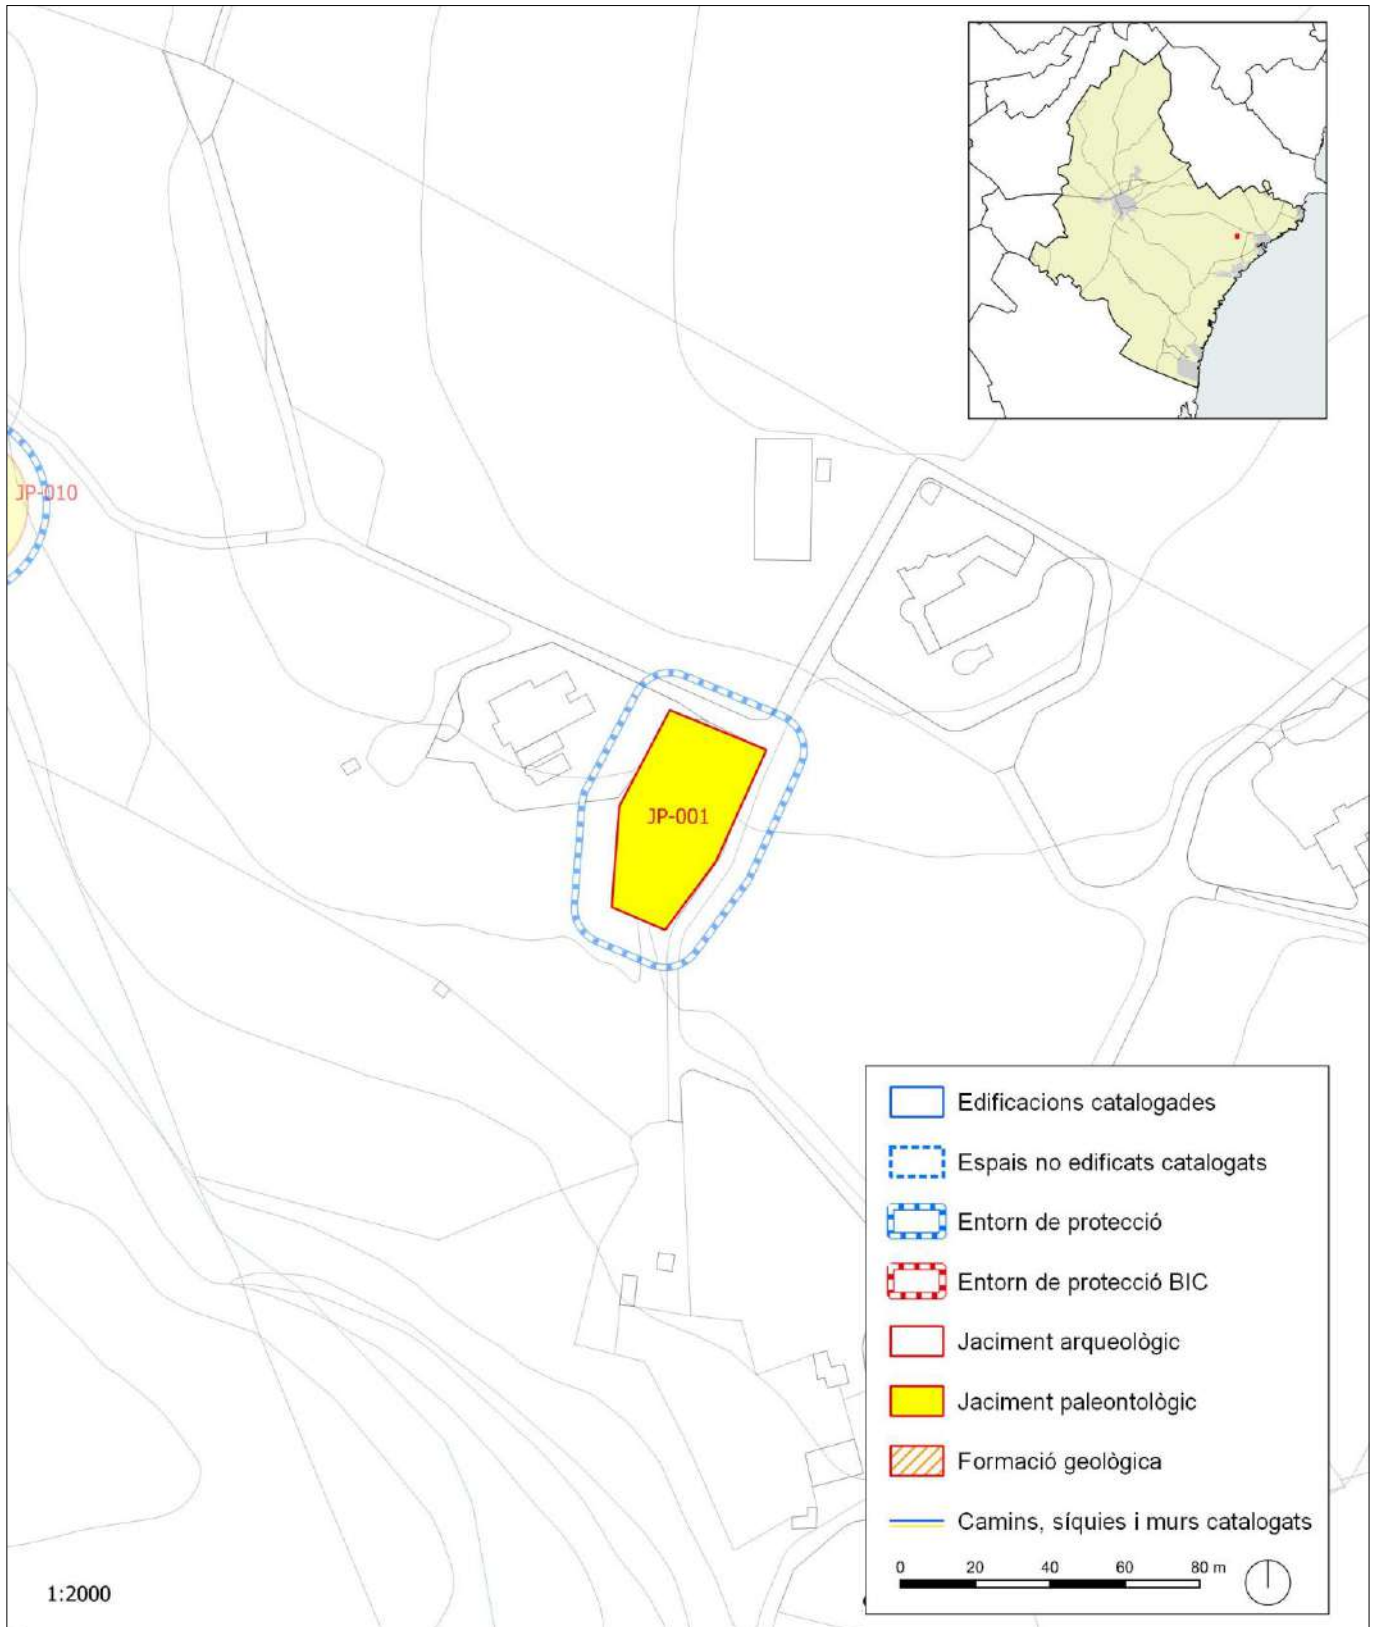 JP-010
JP-001
Edificacions catalogades
Espais no edificats catalogats
Entorn de protecció
Entorn de protecció BIC
Jaciment arqueològic
Jaciment paleontològic
Formació geològica
Camins, síquies i murs catalogats
0 20 40 60 80 m
1:2000